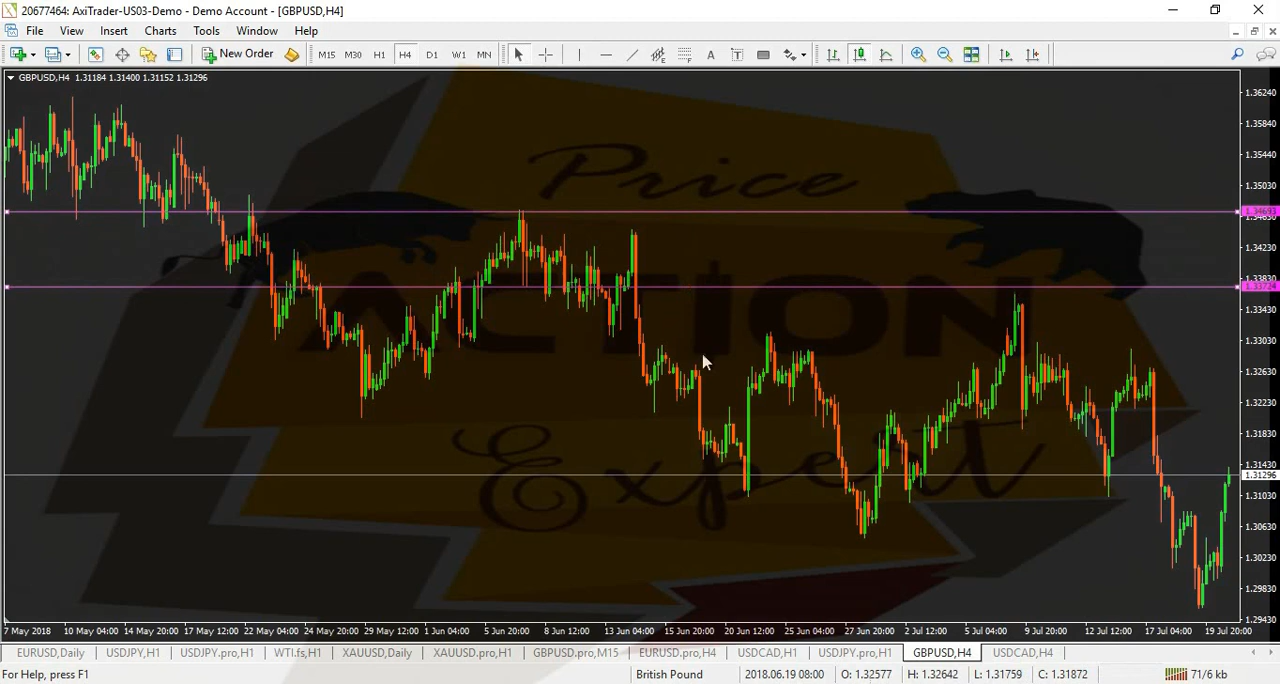 20677464: AxiTrader-US03-Demo - Demo Account - [GBPUSD,H4]
File View Insert Charts Tools Window Help
New Order M15 M30 H1 H4 D1 W1 MN A T
GBPUSD,H4 1.31184 1.31400 1.31152 1.31296
1.36240
1.35840
1.35440
1.35030
1.34693
1.34230
1.33830
1.33724
1.33430
1.33030
1.32630
1.32230
1.31830
1.31430
1.31296
1.31030
1.30630
1.30230
1.29830
1.29430
Price
ACTION
Expert
7 May 2018 10 May 04:00 14 May 20:00 17 May 12:00 22 May 04:00 24 May 20:00 29 May 12:00 1 Jun 04:00 5 Jun 20:00 8 Jun 12:00 13 Jun 04:00 15 Jun 20:00 20 Jun 12:00 25 Jun 04:00 27 Jun 20:00 2 Jul 12:00 5 Jul 04:00 9 Jul 20:00 12 Jul 12:00 17 Jul 04:00 19 Jul 20:00
EURUSD,Daily USDJPY,H1 USDJPY.pro,H1 WTI.fs,H1 XAUUSD,Daily XAUUSD.pro,H1 GBPUSD.pro,M15 EURUSD.pro,H4 USDCAD,H1 USDJPY.pro,H1 GBPUSD,H4 USDCAD,H4
For Help, press F1 British Pound 2018.06.19 08:00 O: 1.32577 H: 1.32642 L: 1.31759 C: 1.31872 71/6 kb